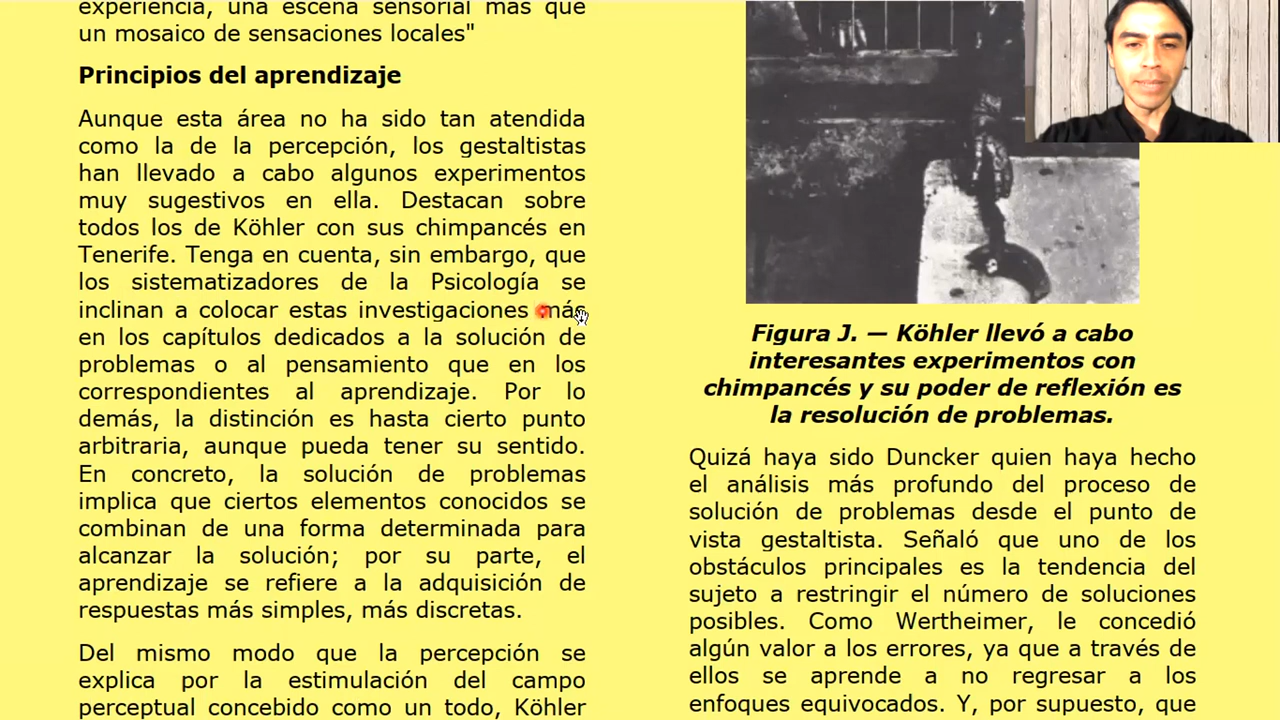 experiencia, una escena sensorial más que
un mosaico de sensaciones locales"
Principios del aprendizaje
Aunque esta área no ha sido tan atendida
como la de la percepción, los gestaltistas
han llevado a cabo algunos experimentos
muy sugestivos en ella. Destacan sobre
todos los de Köhler con sus chimpancés en
Tenerife. Tenga en cuenta, sin embargo, que
los sistematizadores de la Psicología se
inclinan a colocar estas investigaciones más
en los capítulos dedicados a la solución de
problemas o al pensamiento que en los
correspondientes al aprendizaje. Por lo
demás, la distinción es hasta cierto punto
arbitraria, aunque pueda tener su sentido.
En concreto, la solución de problemas
implica que ciertos elementos conocidos se
combinan de una forma determinada para
alcanzar la solución; por su parte, el
aprendizaje se refiere a la adquisición de
respuestas más simples, más discretas.
Del mismo modo que la percepción se
explica por la estimulación del campo
perceptual concebido como un todo, Köhler
Figura J. — Köhler llevó a cabo
interesantes experimentos con
chimpancés y su poder de reflexión es
la resolución de problemas.
Quizá haya sido Duncker quien haya hecho
el análisis más profundo del proceso de
solución de problemas desde el punto de
vista gestaltista. Señaló que uno de los
obstáculos principales es la tendencia del
sujeto a restringir el número de soluciones
posibles. Como Wertheimer, le concedió
algún valor a los errores, ya que a través de
ellos se aprende a no regresar a los
enfoques equivocados. Y, por supuesto, que